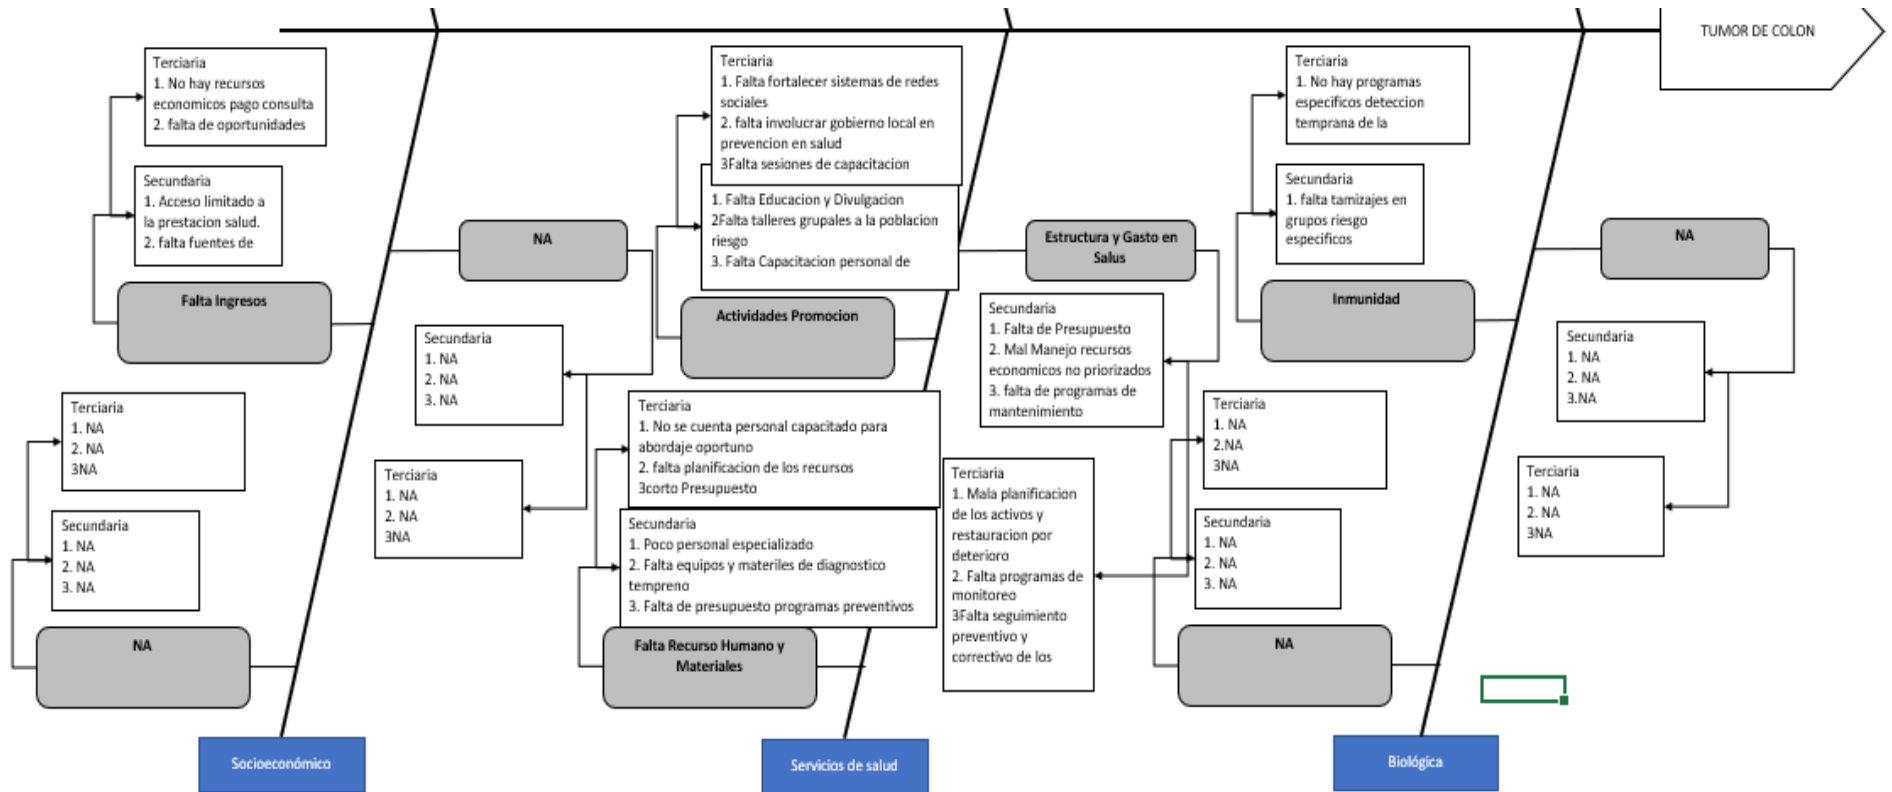 TUMOR DE COLON
Terciaria
1. No hay recursos
economicos pago consulta
2. falta de oportunidades
Secundaria
1. Acceso limitado a
la prestacion salud.
2. falta fuentes de
Falta Ingresos
Terciaria
1. NA
2. NA
3NA
Secundaria
1. NA
2. NA
3. NA
NA
NA
Secundaria
1. NA
2. NA
3. NA
Terciaria
1. NA
2. NA
3NA
Socioeconómico
Terciaria
1. Falta fortalecer sistemas de redes
sociales
2. falta involucrar gobierno local en
prevencion en salud
3Falta sesiones de capacitacion
1. Falta Educacion y Divulgacion
2Falta talleres grupales a la poblacion
riesgo
3. Falta Capacitacion personal de
Actividades Promocion
Terciaria
1. No se cuenta personal capacitado para
abordaje oportuno
2. falta planificacion de los recursos
3corto Presupuesto
Secundaria
1. Poco personal especializado
2. Falta equipos y materiles de diagnostico
tempreno
3. Falta de presupuesto programas preventivos
Falta Recurso Humano y
Materiales
Estructura y Gasto en
Salus
Secundaria
1. Falta de Presupuesto
2. Mal Manejo recursos
economicos no priorizados
3. falta de programas de
mantenimiento
Terciaria
1. Mala planificacion
de los activos y
restauracion por
deterioro
2. Falta programas de
monitoreo
3Falta seguimiento
preventivo y
correctivo de los
Servicios de salud
Terciaria
1. No hay programas
especificos deteccion
temprana de la
Secundaria
1. falta tamizajes en
grupos riesgo
especificos
Inmunidad
Terciaria
1. NA
2.NA
3NA
Secundaria
1. NA
2. NA
3. NA
NA
NA
Secundaria
1. NA
2. NA
3.NA
Terciaria
1. NA
2. NA
3NA
Biológica